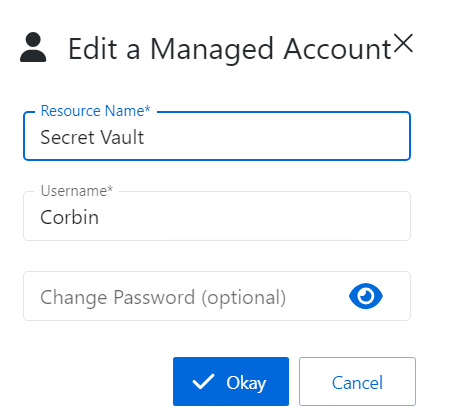 Edit a Managed Account
Resource Name*
Secret Vault
Username*
Corbin
Change Password (optional)
Okay
Cancel